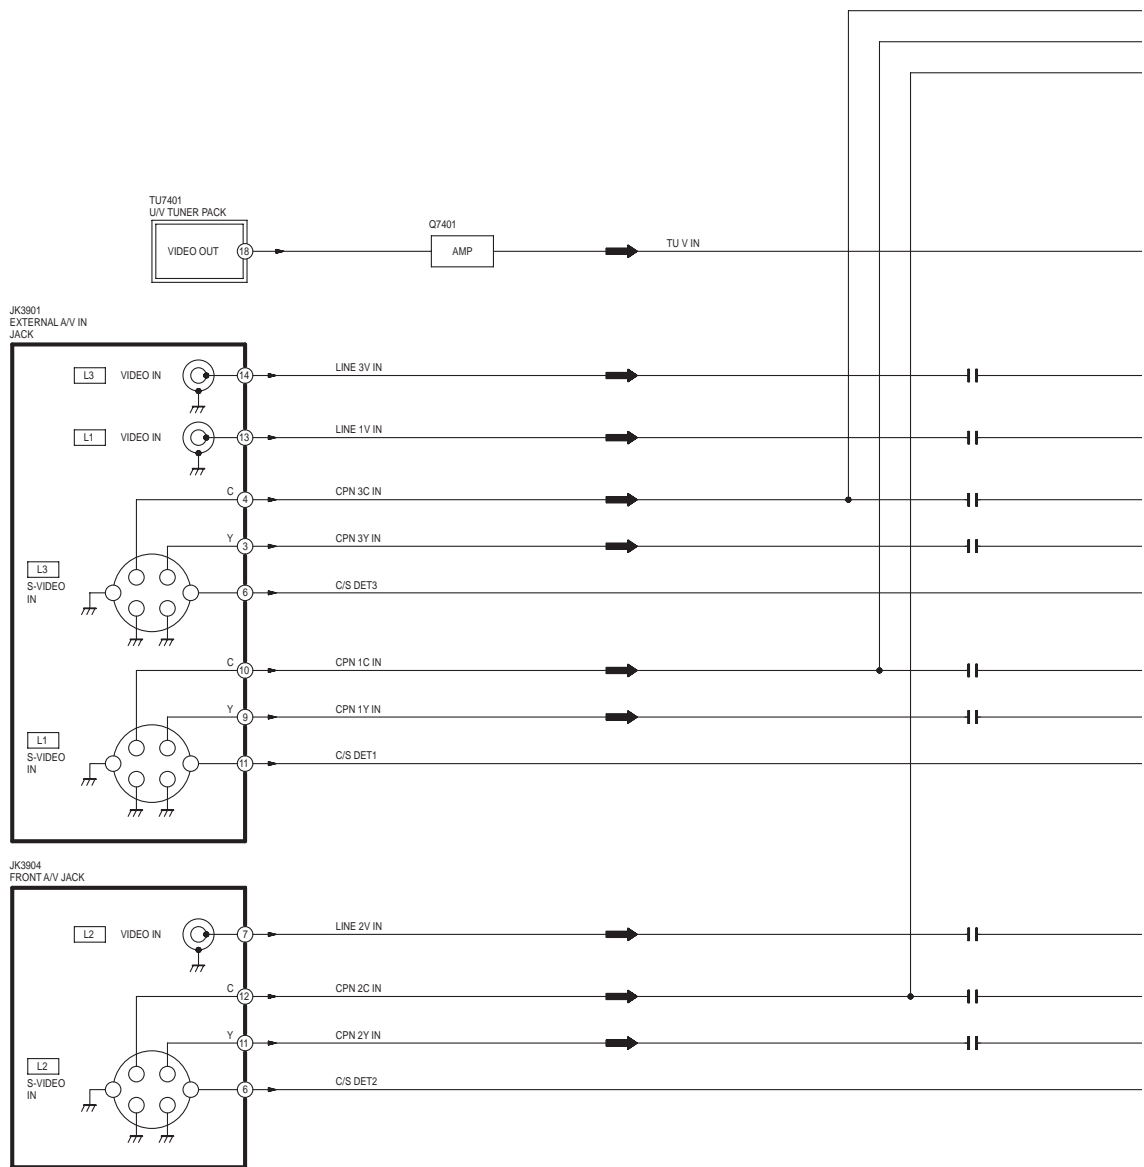 TU7401
U/V TUNER PACK
VIDEO OUT
18
Q7401
AMP
TU V IN
JK3901
EXTERNAL A/V IN
JACK
L3
VIDEO IN
14
LINE 3V IN
L1
VIDEO IN
13
LINE 1V IN
C
4
CPN 3C IN
Y
3
CPN 3Y IN
L3
S-VIDEO
IN
6
C/S DET3
C
10
CPN 1C IN
Y
9
CPN 1Y IN
L1
S-VIDEO
IN
11
C/S DET1
JK3904
FRONT A/V JACK
L2
VIDEO IN
7
LINE 2V IN
C
12
CPN 2C IN
Y
11
CPN 2Y IN
L2
S-VIDEO
IN
6
C/S DET2